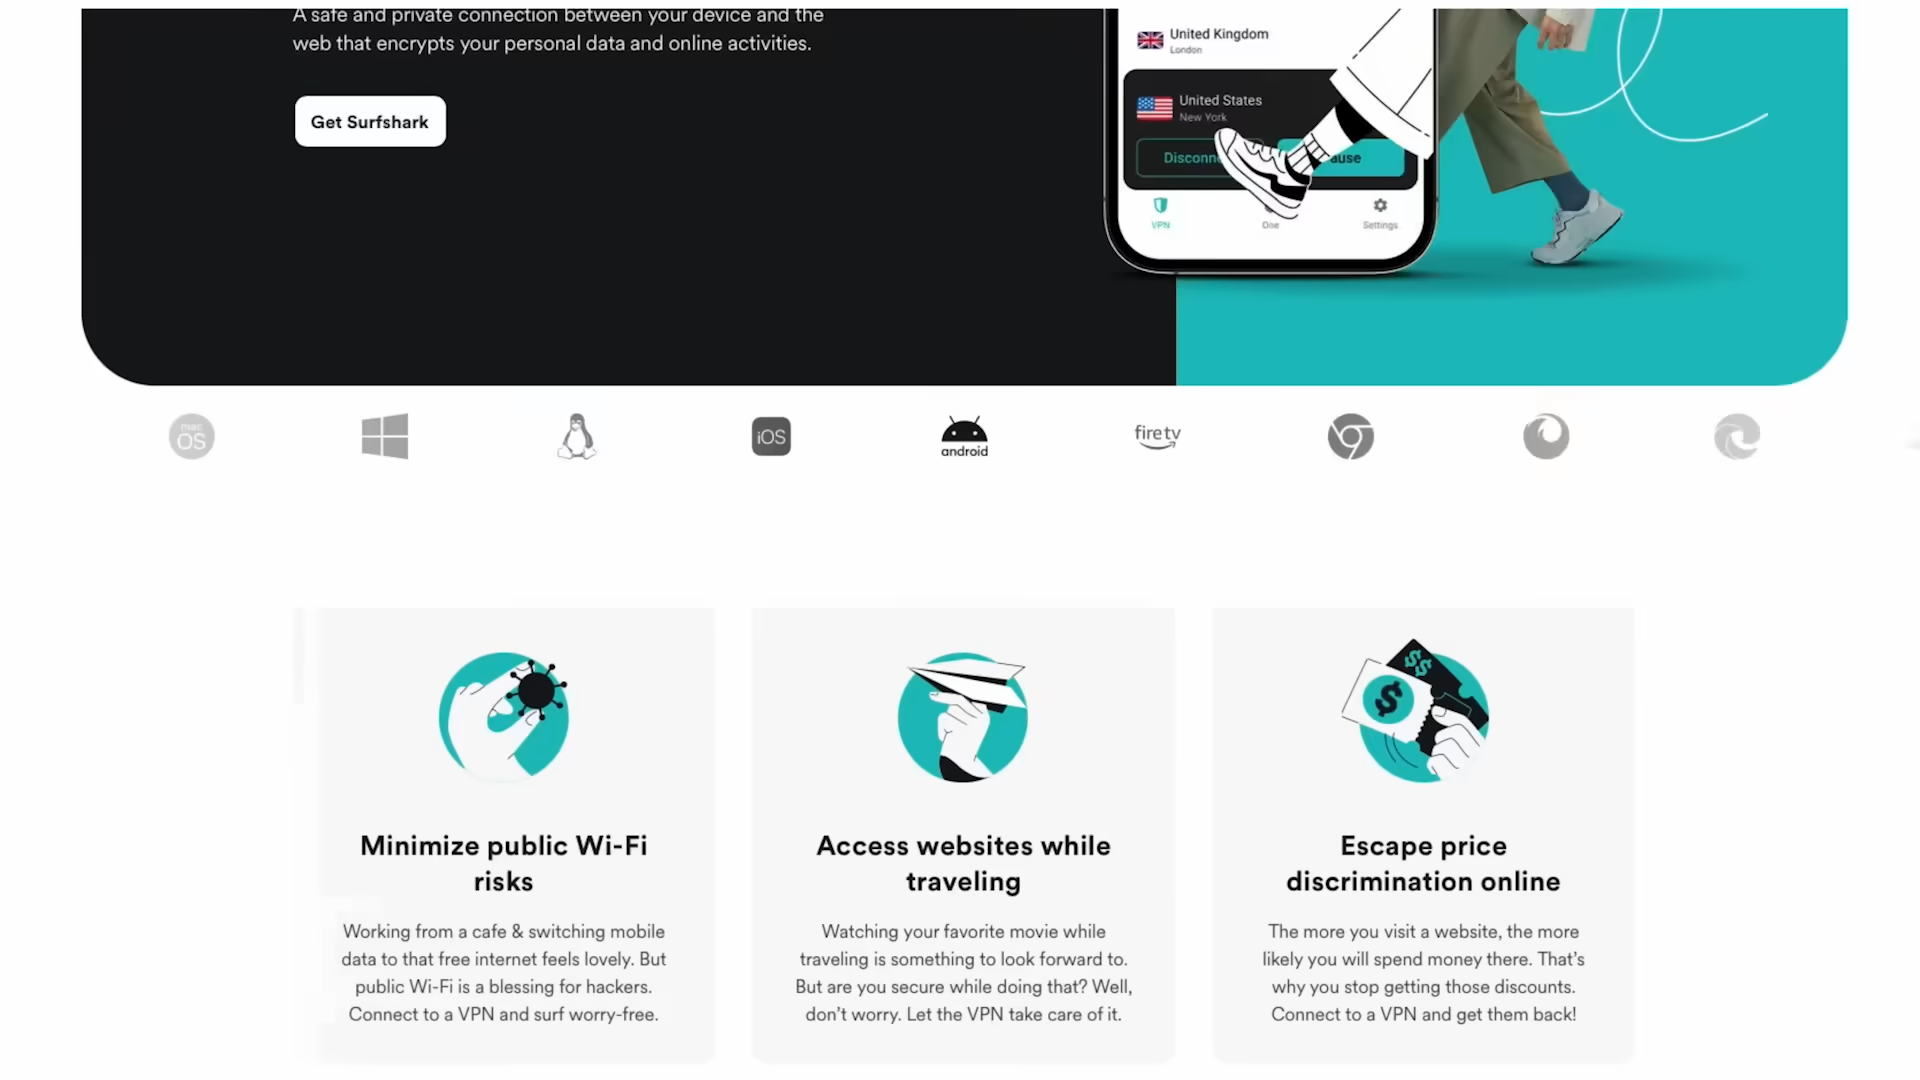 A safe and private connection between your device and the
web that encrypts your personal data and online activities.
Get Surfshark
United Kingdom
London
United States
New York
Disconn
ause
VPN
One
Settings
mac
OS
iOS
android
firetv
Minimize public Wi-Fi
risks
Working from a cafe & switching mobile
data to that free internet feels lovely. But
public Wi-Fi is a blessing for hackers.
Connect to a VPN and surf worry-free.
Access websites while
traveling
Watching your favorite movie while
traveling is something to look forward to.
But are you secure while doing that? Well,
don’t worry. Let the VPN take care of it.
Escape price
discrimination online
The more you visit a website, the more
likely you will spend money there. That’s
why you stop getting those discounts.
Connect to a VPN and get them back!